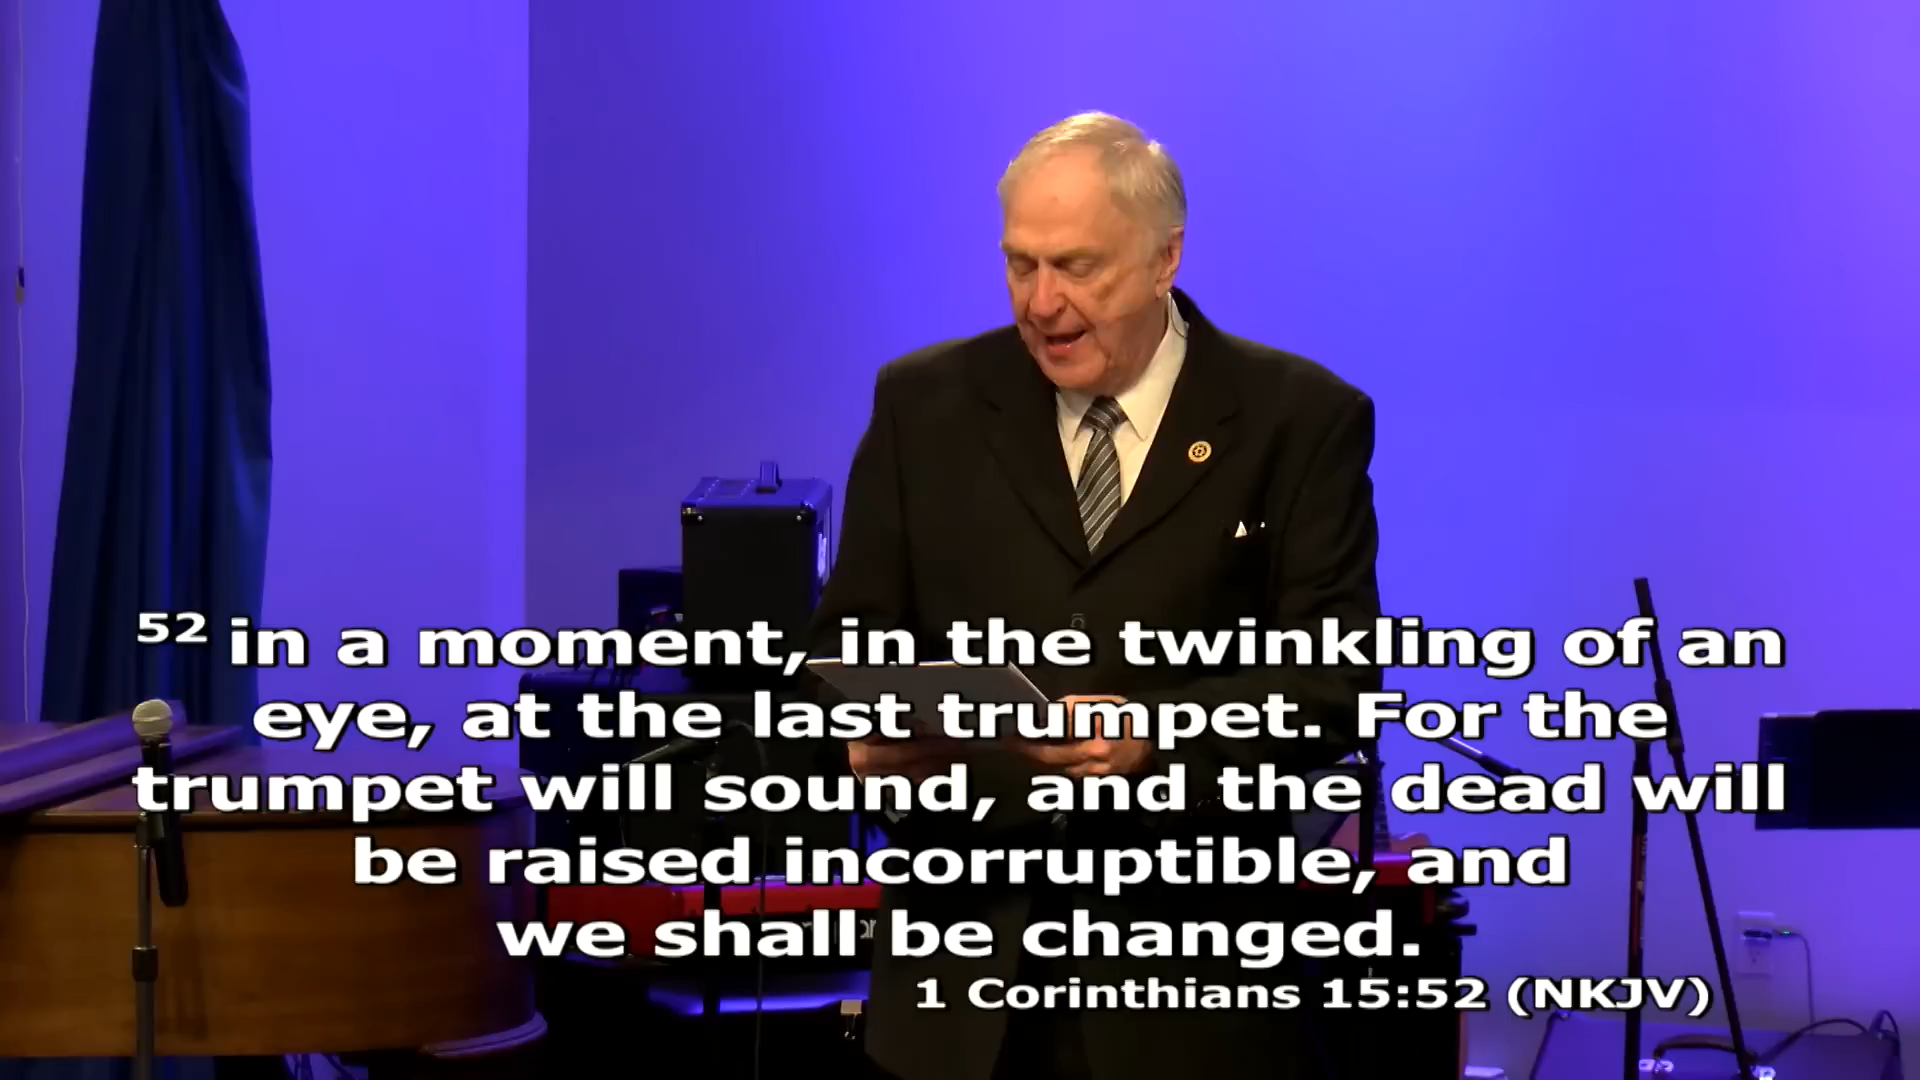 52 in a moment, in the twinkling of an
eye, at the last trumpet. For the
trumpet will sound, and the dead will
be raised incorruptible, and
we shall be changed.
1 Corinthians 15:52 (NKJV)